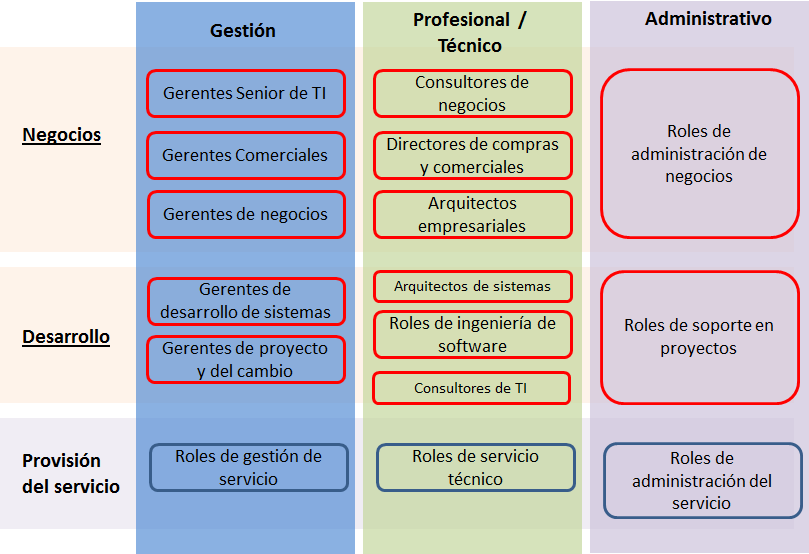 Gestión
Profesional /
Técnico
Administrativo
Negocios
Gerentes Senior de TI
Gerentes Comerciales
Gerentes de negocios
Consultores de
negocios
Directores de compras
y comerciales
Arquitectos
empresariales
Roles de
administración de
negocios
Desarrollo
Gerentes de
desarrollo de sistemas
Gerentes de proyecto
y del cambio
Arquitectos de sistemas
Roles de ingeniería de
software
Consultores de TI
Roles de soporte en
proyectos
Provisión
del servicio
Roles de gestión de
servicio
Roles de servicio
técnico
Roles de
administración del
servicio